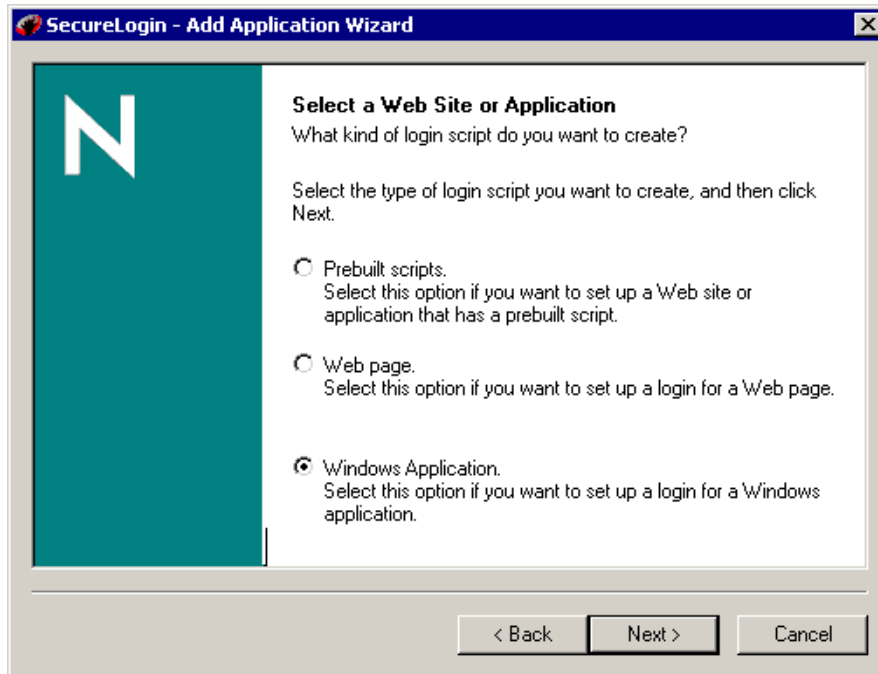 SecureLogin - Add Application Wizard
N
Select a Web Site or Application
What kind of login script do you want to create?
Select the type of login script you want to create, and then click
Next.
Prebuilt scripts.
Select this option if you want to set up a Web site or
application that has a prebuilt script.
Web page.
Select this option if you want to set up a login for a Web page.
Windows Application.
Select this option if you want to set up a login for a Windows
application.
< Back
Next >
Cancel